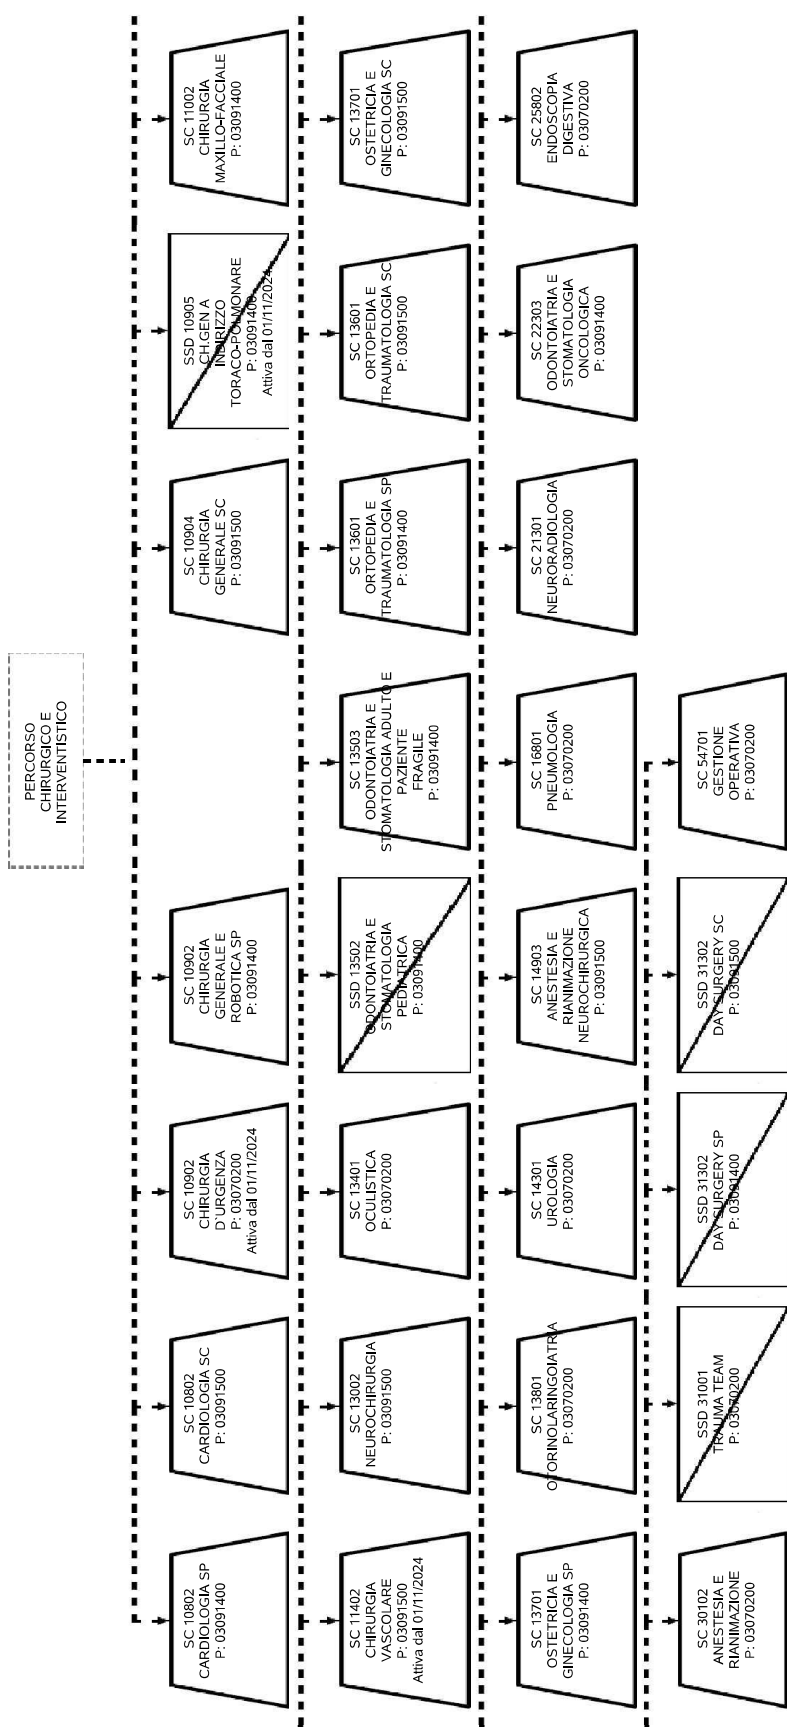 PERCORSO
CHIRURGICO E
INTERVENTISTICO
SC 10802
CARDIOLOGIA SP
P: 03091400
SC 10802
CARDIOLOGIA SC
P: 03091500
SC 10902
CHIRURGIA
D'URGENZA
P: 03070200
Attiva dal 01/11/2024
SC 10902
CHIRURGIA
GENERALE E
ROBOTICA SP
P: 03091400
SC 10904
CHIRURGIA
GENERALE SC
P: 03091500
SSD 10905
CH.GEN A
INDIRIZZO
TORACO-POLMONARE
P: 03091400
Attiva dal 01/11/2024
SC 11002
CHIRURGIA
MAXILLO-FACCIALE
P: 03091400
SC 11402
CHIRURGIA
VASCOLARE
P: 03091500
Attiva dal 01/11/2024
SC 13002
NEUROCHIRURGIA
P: 03091500
SC 13401
OCULISTICA
P: 03070200
SSD 13502
ODONTOIATRIA E
STOMATOLOGIA
PEDIATRICA
P: 03091400
SC 13503
ODONTOIATRIA E
STOMATOLOGIA ADULTO E
PAZIENTE
FRAGILE
P: 03091400
SC 13601
ORTOPEDIA E
TRAUMATOLOGIA SP
P: 03091400
SC 13601
ORTOPEDIA E
TRAUMATOLOGIA SC
P: 03091500
SC 13701
OSTETRICIA E
GINECOLOGIA SC
P: 03091500
SC 13701
OSTETRICIA E
GINECOLOGIA SP
P: 03091400
SC 13801
OTORINOLARINGOIATRIA
P: 03070200
SC 14301
UROLOGIA
P: 03070200
SC 14903
ANESTESIA E
RIANIMAZIONE
NEUROCHIRURGICA
P: 03091500
SC 16801
PNEUMOLOGIA
P: 03070200
SC 21301
NEURORADIOLOGIA
P: 03070200
SC 22303
ODONTOIATRIA E
STOMATOLOGIA
ONCOLOGICA
P: 03091400
SC 25802
ENDOSCOPIA
DIGESTIVA
P: 03070200
SC 30102
ANESTESIA E
RIANIMAZIONE
P: 03070200
SSD 31001
TRAUMA TEAM
P: 03070200
SSD 31302
DAY SURGERY SP
P: 03091400
SSD 31302
DAY SURGERY SC
P: 03091500
SC 54701
GESTIONE
OPERATIVA
P: 03070200